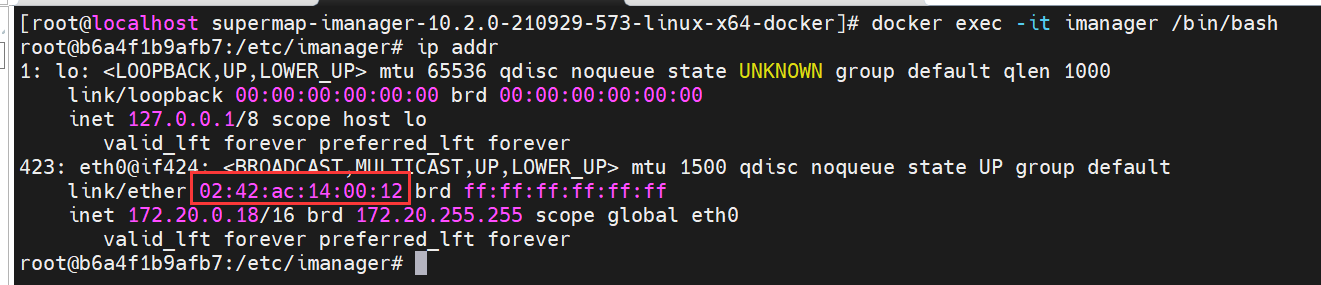 [root@localhost supermap-imanager-10.2.0-210929-573-linux-x64-docker]# docker exec -it imanager /bin/bash
root@b6a4f1b9afb7:/etc/imanager# ip addr
1: lo: <LOOPBACK,UP,LOWER_UP> mtu 65536 qdisc noqueue state UNKNOWN group default qlen 1000
link/loopback 00:00:00:00:00:00 brd 00:00:00:00:00:00
inet 127.0.0.1/8 scope host lo
valid_lft forever preferred_lft forever
423: eth0@if424: <BROADCAST,MULTICAST,UP,LOWER_UP> mtu 1500 qdisc noqueue state UP group default
link/ether 02:42:ac:14:00:12 brd ff:ff:ff:ff:ff:ff
inet 172.20.0.18/16 brd 172.20.255.255 scope global eth0
valid_lft forever preferred_lft forever
root@b6a4f1b9afb7:/etc/imanager#